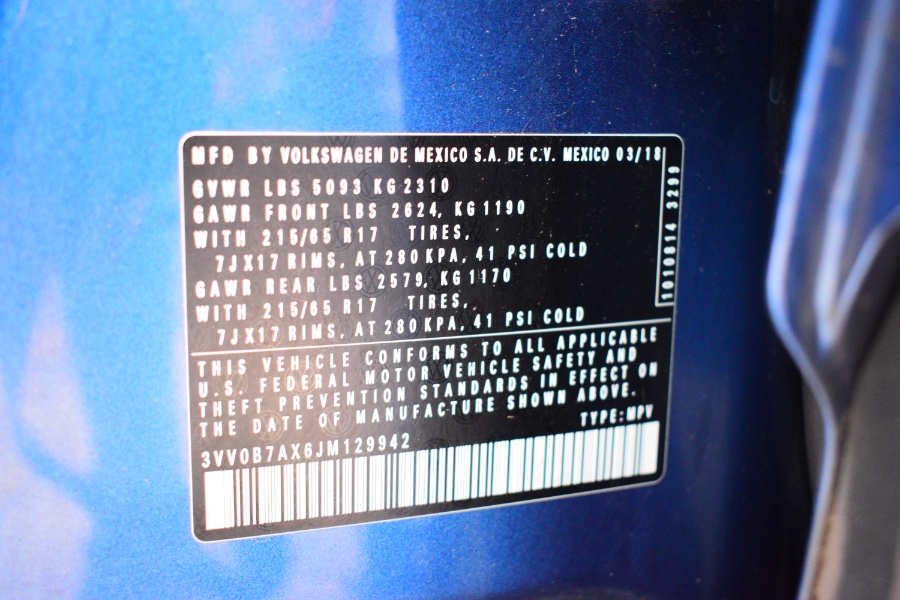 MFD BY VOLKSWAGEN DE MEXICO S.A. DE C.V. MEXICO 03/18
GVWR LBS 5093 KG 2310
GAWR FRONT LBS 2624, KG 1190
WITH 215/65 R17 TIRES,
7JX17 RIMS, AT 280 KPA, 41 PSI COLD
GAWR REAR LBS 2579, KG 1170
WITH 215/65 R17 TIRES,
7JX17 RIMS, AT 280 KPA, 41 PSI COLD
1010814 3299
THIS VEHICLE CONFORMS TO ALL APPLICABLE
U.S. FEDERAL MOTOR VEHICLE SAFETY AND
THEFT PREVENTION STANDARDS IN EFFECT ON
THE DATE OF MANUFACTURE SHOWN ABOVE.
TYPE: MPV
3VV0B7AX6JM129942